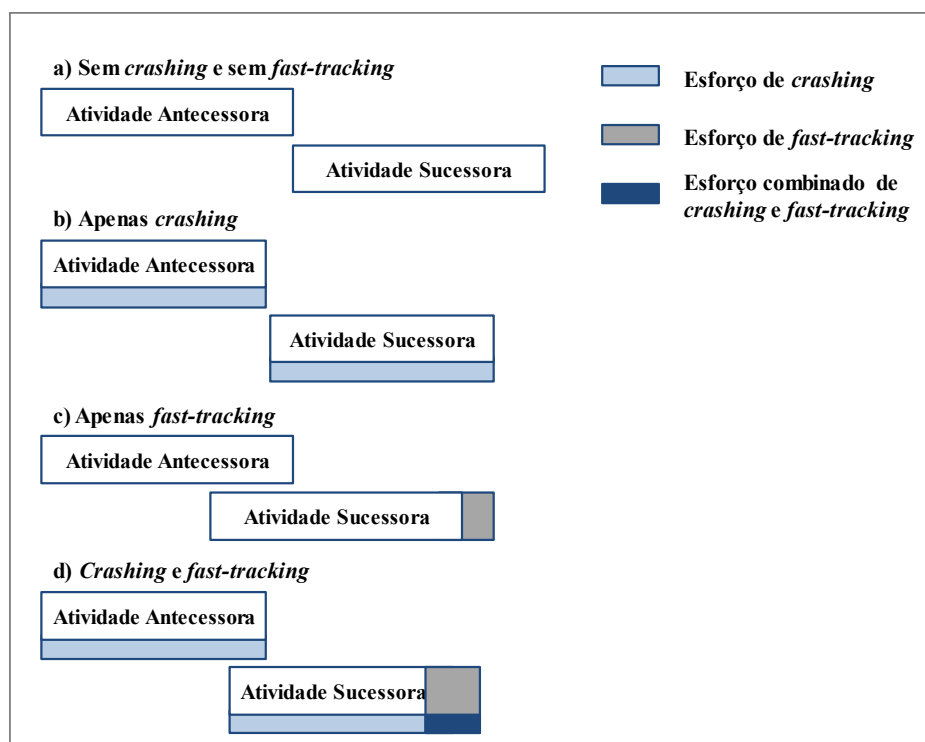 a) Sem crashing e sem fast-tracking
Atividade Antecessora
Atividade Sucessora
b) Apenas crashing
Atividade Antecessora
Atividade Sucessora
c) Apenas fast-tracking
Atividade Antecessora
Atividade Sucessora
d) Crashing e fast-tracking
Atividade Antecessora
Atividade Sucessora
Esforço de crashing
Esforço de fast-tracking
Esforço combinado de
crashing e fast-tracking